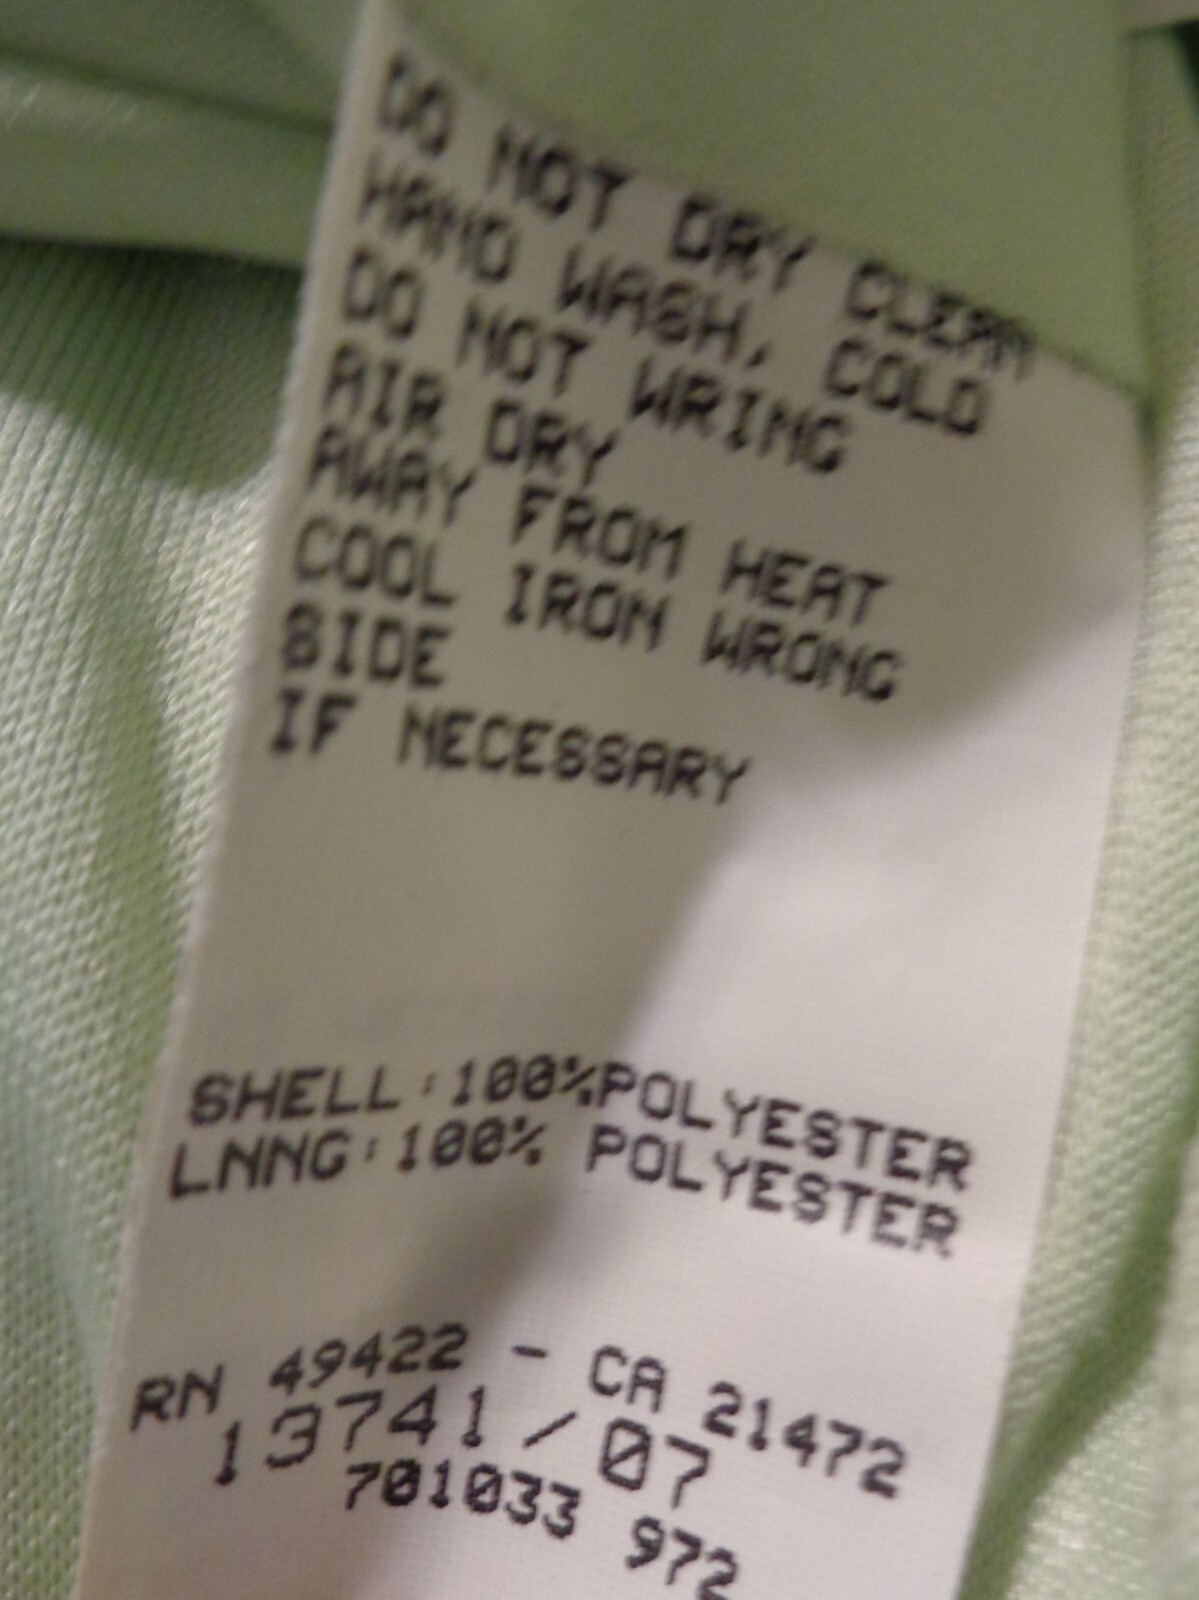 DO NOT DRY CLEAN
HAND WASH, COLD
DO NOT WRING
AIR DRY
AWAY FROM HEAT
COOL IRON WRONG
SIDE
IF NECESSARY
SHELL:100%POLYESTER
LNNG:100% POLYESTER
RN 49422 - CA 21472
13741/07
701033 972